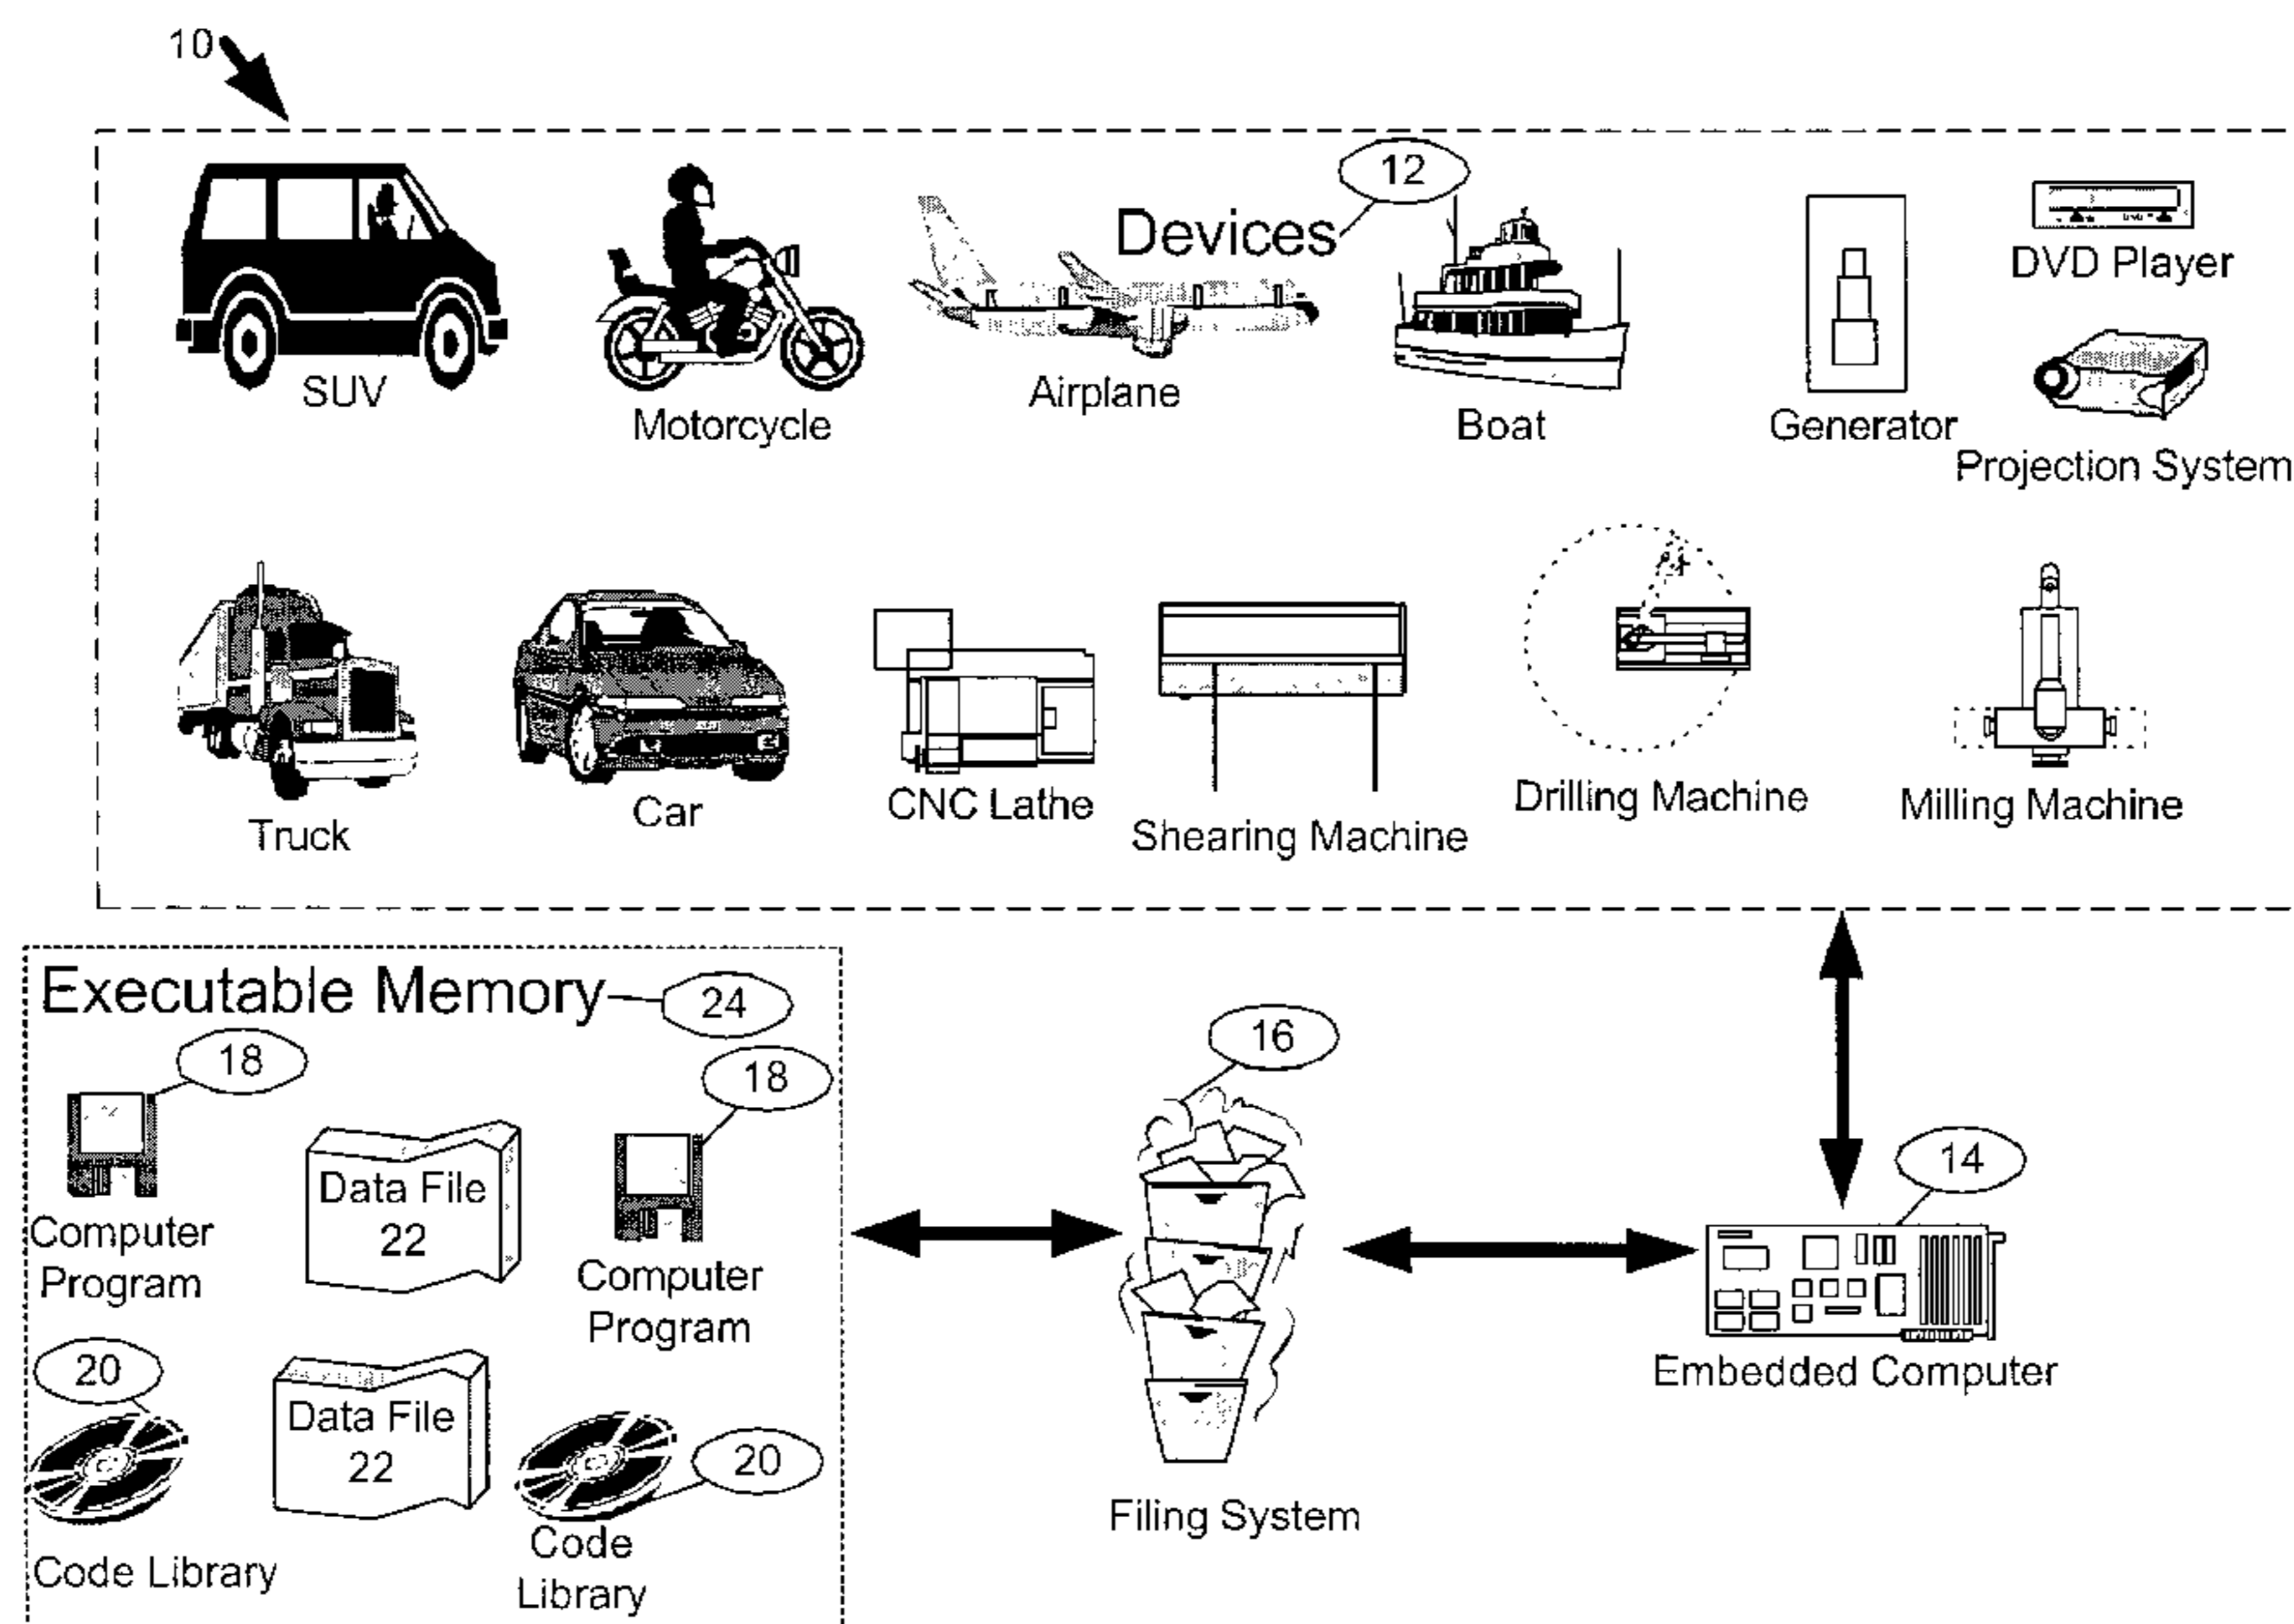 10
12
Devices
DVD Player
SUV
Motorcycle
Airplane
Boat
Generator
Projection System
Truck
Car
CNC Lathe
Shearing Machine
Drilling Machine
Milling Machine
Executable Memory
24
18
18
Data File
22
Computer
Program
Computer
Program
20
Data File
22
20
Code Library
Code
Library
16
Filing System
14
Embedded Computer